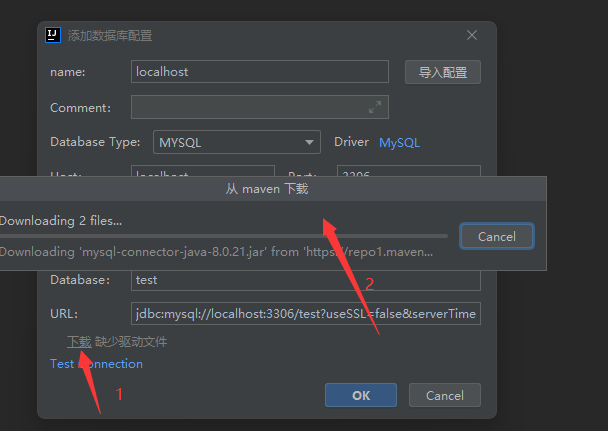 IJ 添加数据库配置
name: localhost 导入配置
Comment:
Database Type: MYSQL Driver MySQL
Host: localhost Port: 3306
从 maven 下载
Downloading 2 files...
Cancel
Downloading 'mysql-connector-java-8.0.21.jar' from 'https://repo1.maven...
2
Database: test
URL: jdbc:mysql://localhost:3306/test?useSSL=false&serverTime
下载 缺少驱动文件
Test Connection
1
OK Cancel